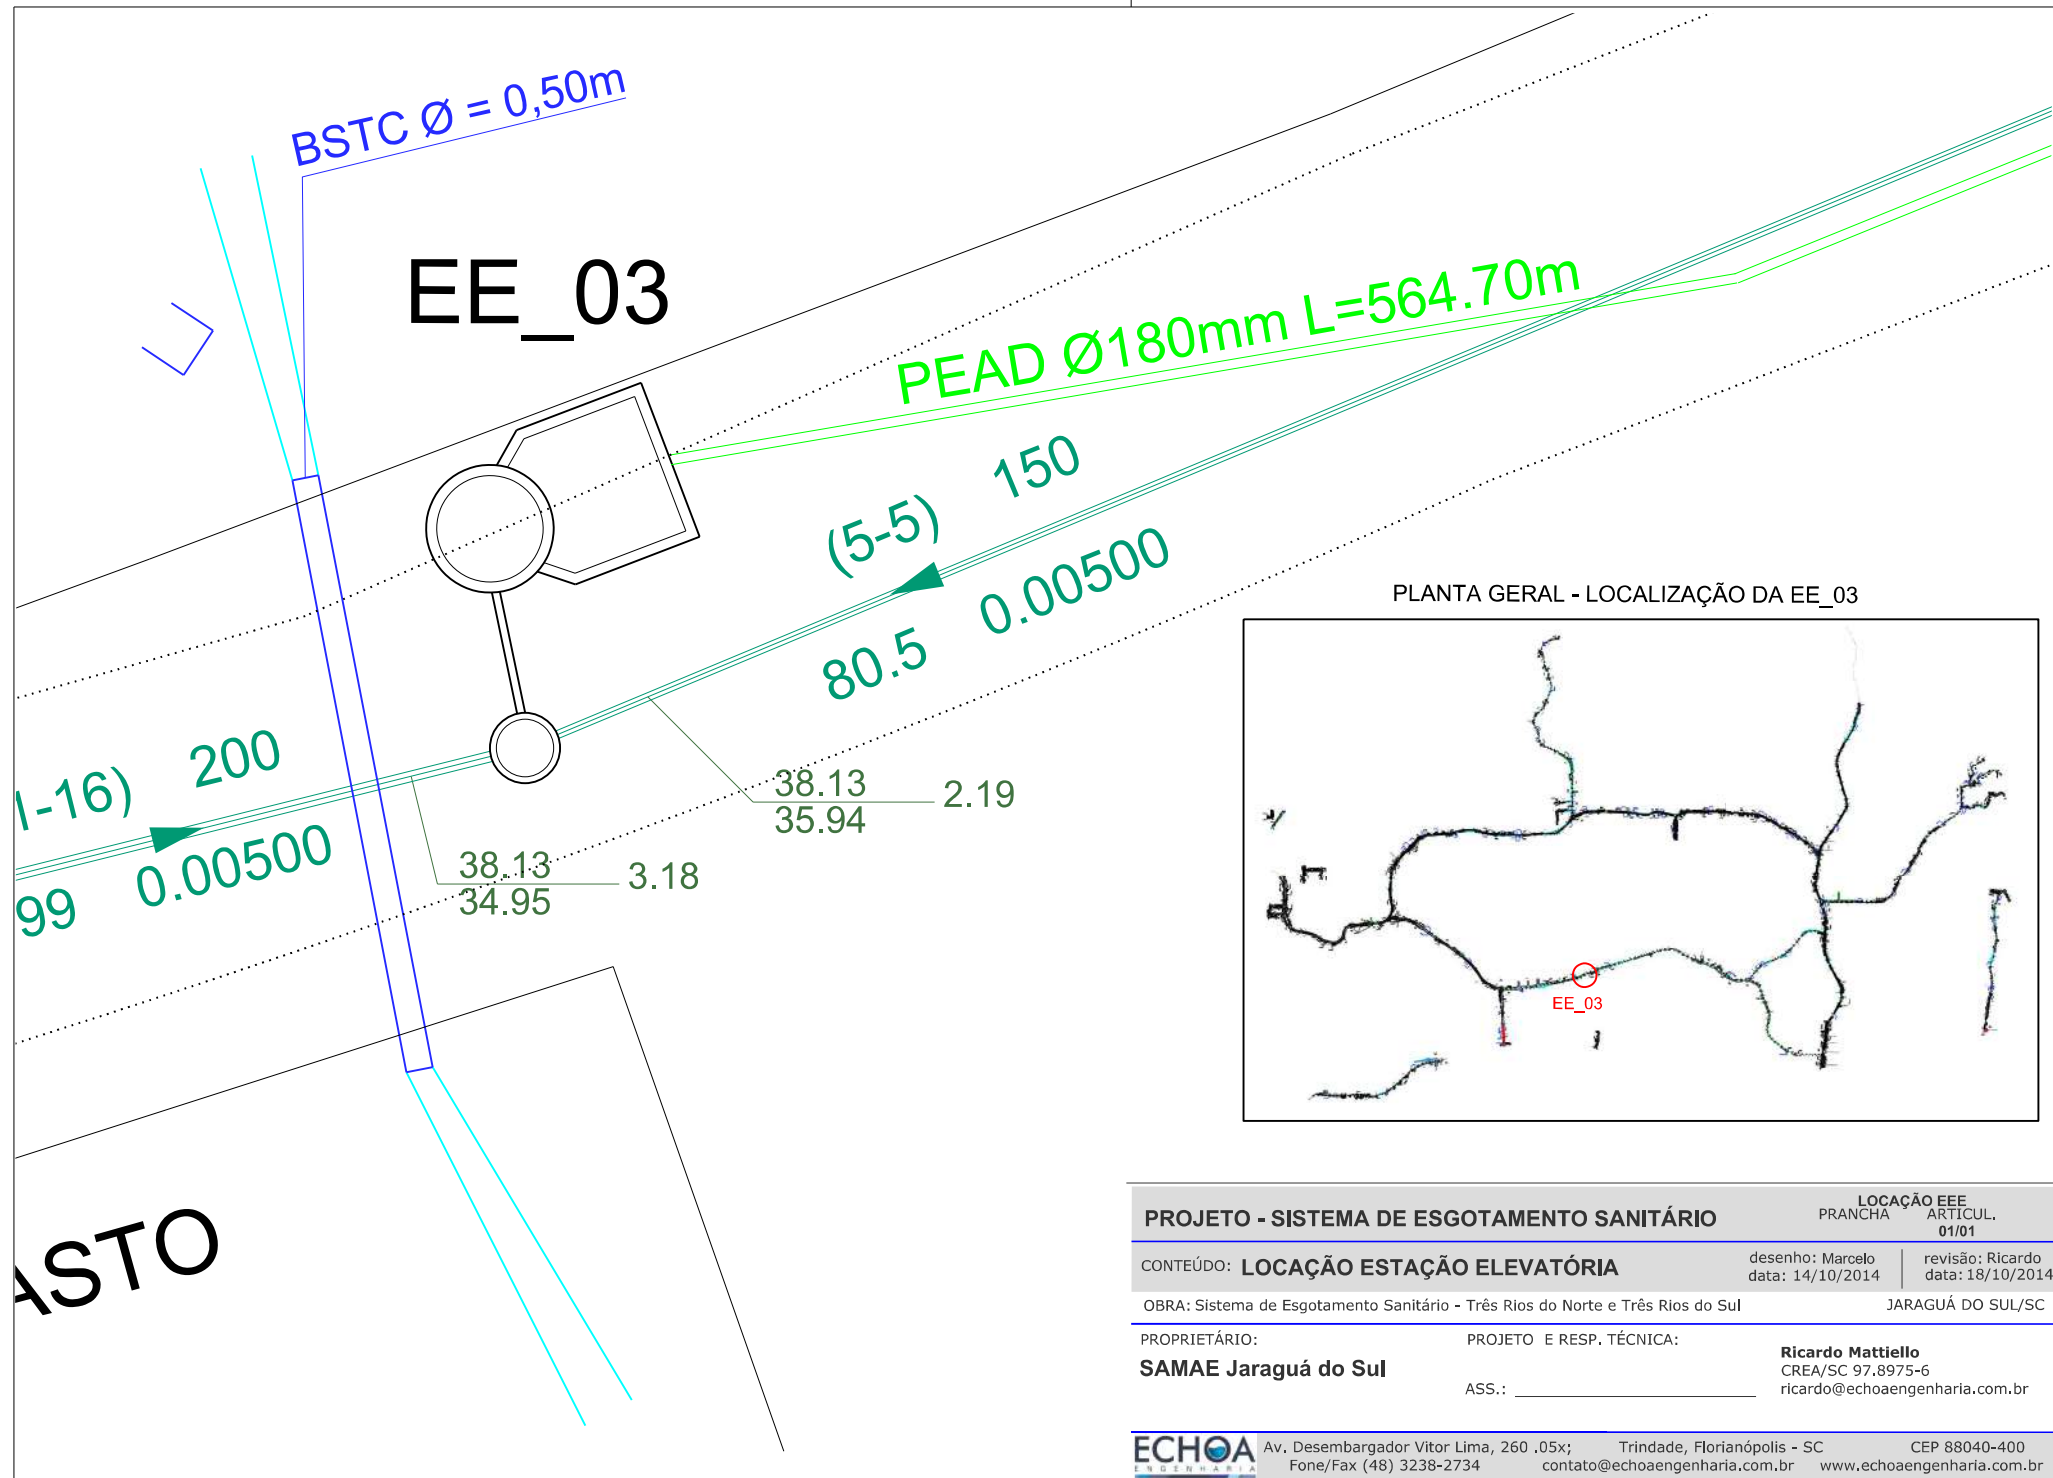 BSTC Ø = 0,50m
EE_03
PEAD Ø180mm L=564.70m
(5-5) 150
80.5 0.00500
-16) 200
99 0.00500
38.13
35.94
2.19
38.13
34.95
3.18
ASTO
PLANTA GERAL - LOCALIZAÇÃO DA EE_03
EE_03
PROJETO - SISTEMA DE ESGOTAMENTO SANITÁRIO
LOCAÇÃO EEE
PRANCHA ARTICUL.
01/01
CONTEÚDO: LOCAÇÃO ESTAÇÃO ELEVATÓRIA
desenho: Marcelo
data: 14/10/2014
revisão: Ricardo
data: 18/10/2014
OBRA: Sistema de Esgotamento Sanitário - Três Rios do Norte e Três Rios do Sul JARAGUÁ DO SUL/SC
PROPRIETÁRIO:
SAMAE Jaraguá do Sul
PROJETO E RESP. TÉCNICA:
ASS.:
Ricardo Mattiello
CREA/SC 97.8975-6
ricardo@echoaengenharia.com.br
ECHOA
ENGENHARIA
Av. Desembargador Vitor Lima, 260 .05x; Trindade, Florianópolis - SC CEP 88040-400
Fone/Fax (48) 3238-2734 contato@echoaengenharia.com.br www.echoaengenharia.com.br